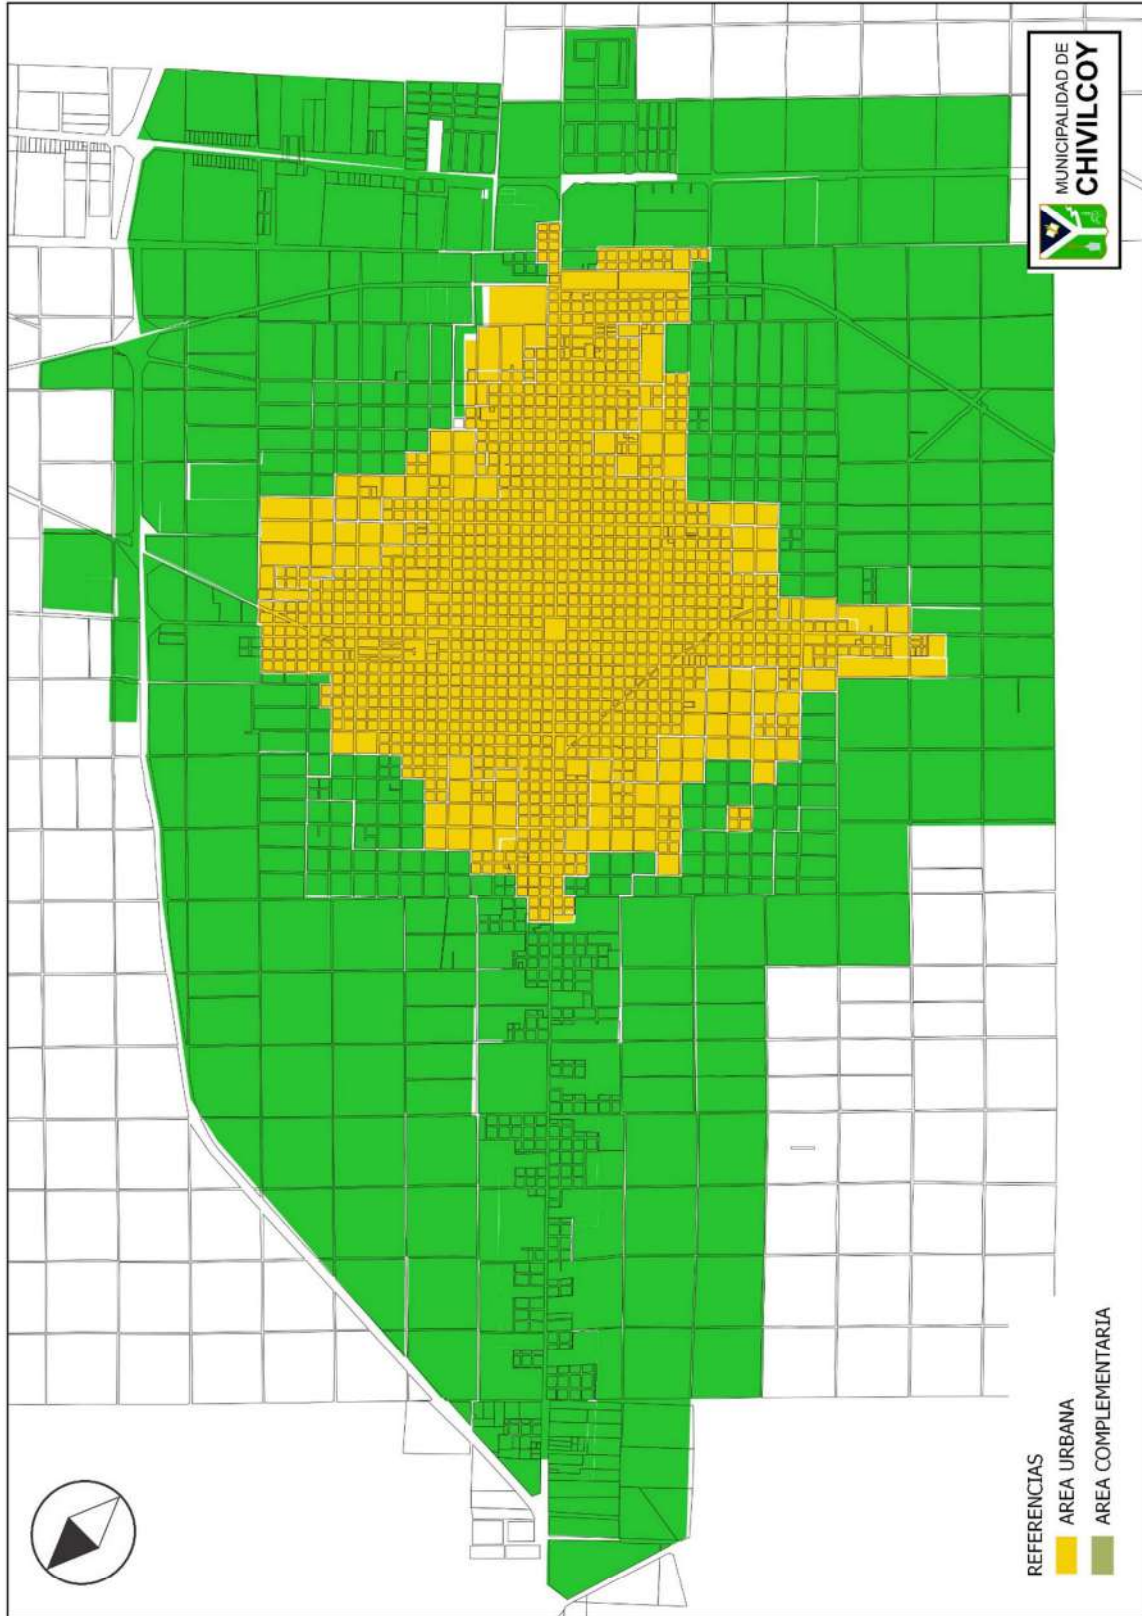 MUNICIPALIDAD DE
CHIVILCOY
REFERENCIAS
AREA URBANA
AREA COMPLEMENTARIA